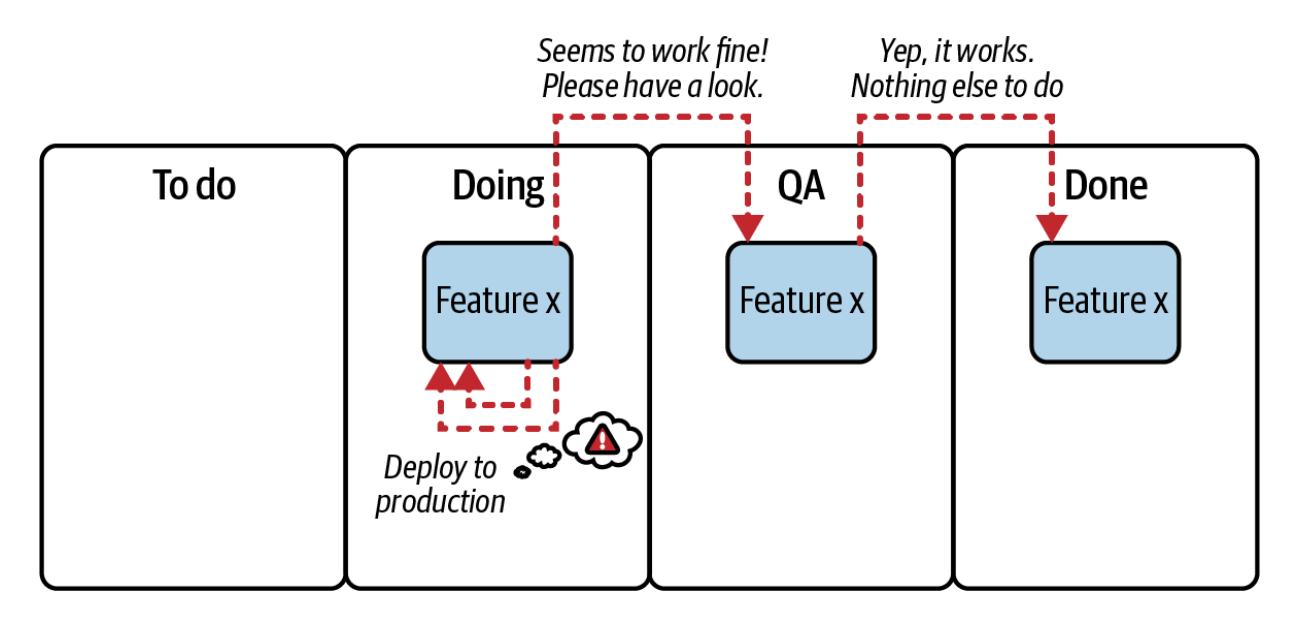 Seems to work fine!
Please have a look.
Yep, it works.
Nothing else to do
To do
Doing
QA
Done
Feature x
Feature x
Feature x
!
Deploy to
production